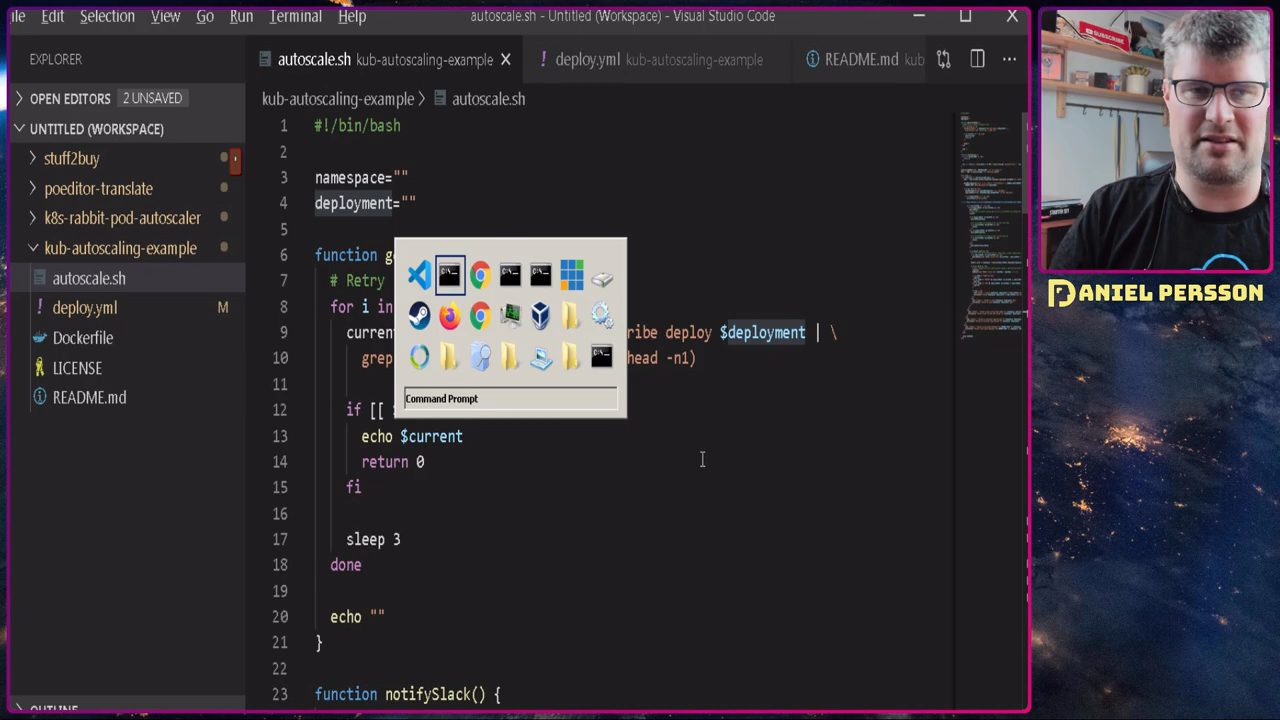 ile Edit Selection View Go Run Terminal Help
autoscale.sh - Untitled (Workspace) - Visual Studio Code
EXPLORER
OPEN EDITORS 2 UNSAVED
UNTITLED (WORKSPACE)
stuff2buy
poeditor-translate
k8s-rabbit-pod-autoscaler
kub-autoscaling-example
autoscale.sh
deploy.yml M
Dockerfile
LICENSE
README.md
OUTLINE
autoscale.sh kub-autoscaling-example
deploy.yml kub-autoscaling-example
README.md kub
kub-autoscaling-example > autoscale.sh
1 #!/bin/bash
2
3 namespace=""
4 deployment=""
5
6 function g
7 # Retry
8 for i in
9 current ribe deploy $deployment | \
10 grep head -n1)
11
12 if [[
13 echo $current
14 return 0
15 fi
16
17 sleep 3
18 done
19
20 echo ""
21 }
22
23 function notifySlack() {
Command Prompt
SUBSCRIBE
DANIEL PERSSON